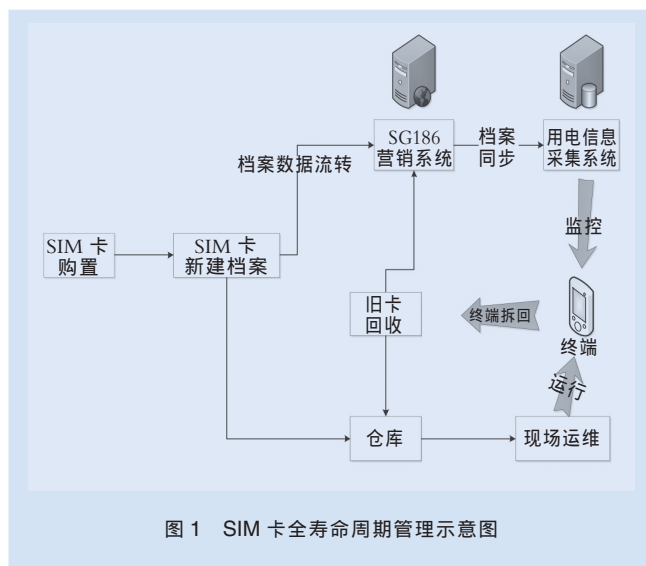 SG186
营销系统
档案
同步
用电信息
采集系统
档案数据流转
监控
SIM 卡
购置
SIM 卡
新建档案
旧卡
回收
终端拆回
终端
运行
仓库
现场运维
图 1 SIM 卡全寿命周期管理示意图